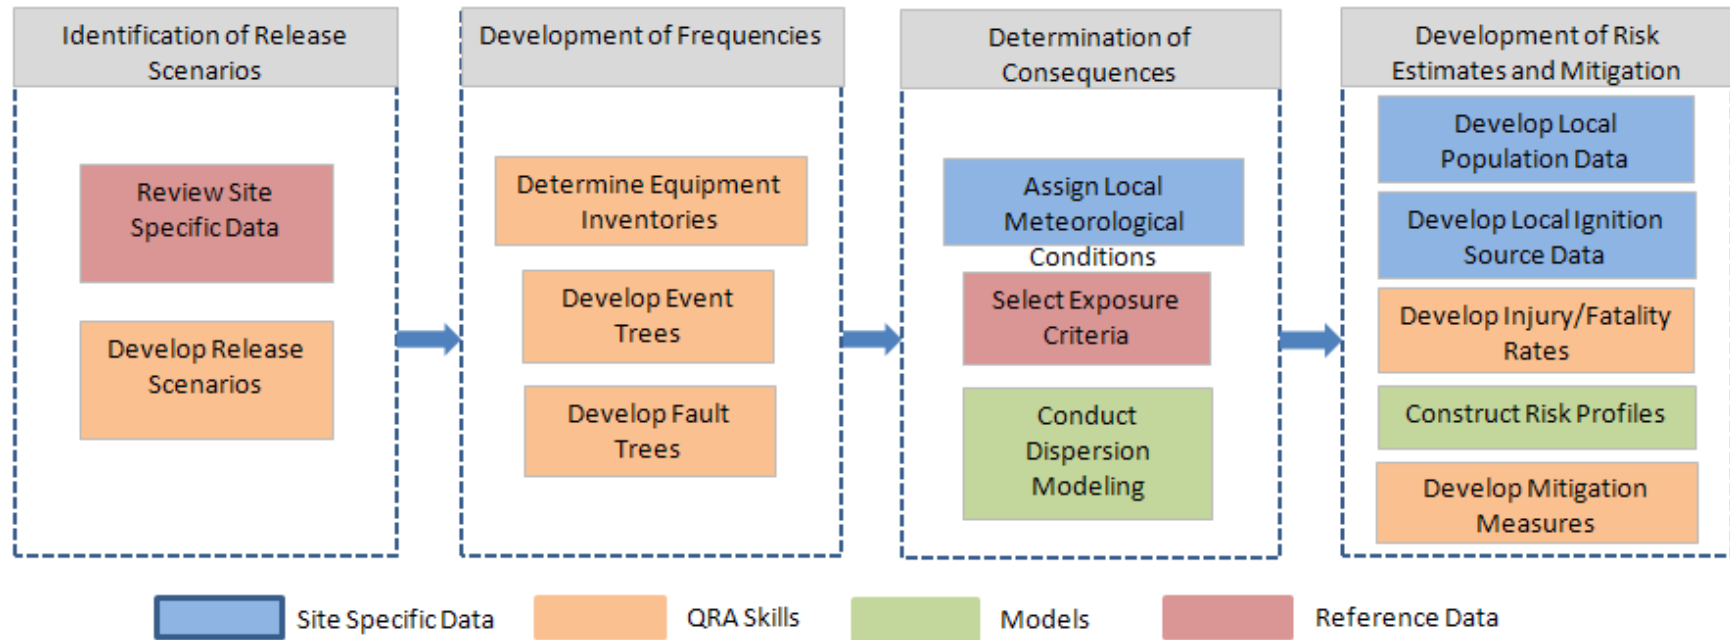 Identification of Release
Scenarios
Review Site
Specific Data
Develop Release
Scenarios
Development of Frequencies
Determine Equipment
Inventories
Develop Event
Trees
Develop Fault
Trees
Determination of
Consequences
Assign Local
Meteorological
Conditions
Select Exposure
Criteria
Conduct
Dispersion
Modeling
Development of Risk
Estimates and Mitigation
Develop Local
Population Data
Develop Local Ignition
Source Data
Develop Injury/Fatality
Rates
Construct Risk Profiles
Develop Mitigation
Measures
Site Specific Data
QRA Skills
Models
Reference Data